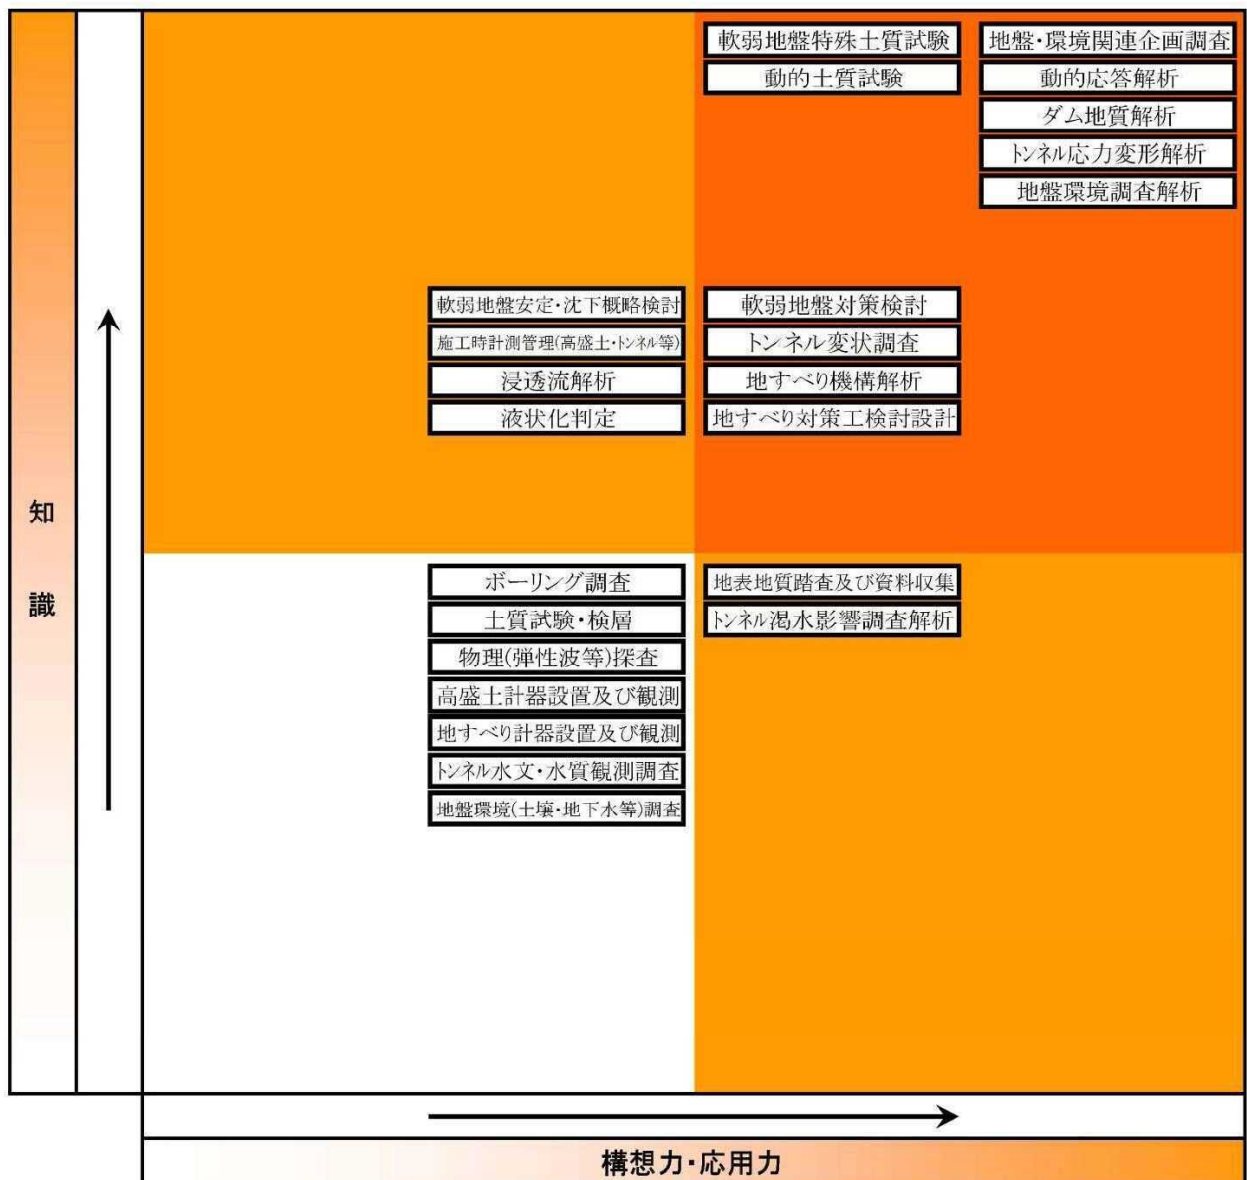 軟弱地盤特殊土質試験
地盤・環境関連企画調査
動的土質試験
動的応答解析
ダム地質解析
トンネル応力変形解析
地盤環境調査解析
軟弱地盤安定・沈下概略検討
軟弱地盤対策検討
施工時計測管理(高盛土・トンネル等)
トンネル変状調査
浸透流解析
地すべり機構解析
液状化判定
地すべり対策工検討設計
知識
ボーリング調査
地表地質踏査及び資料収集
土質試験・検層
トンネル渇水影響調査解析
物理(弾性波等)探査
高盛土計器設置及び観測
地すべり計器設置及び観測
トンネル水文・水質観測調査
地盤環境(土壌・地下水等)調査
構想力・応用力